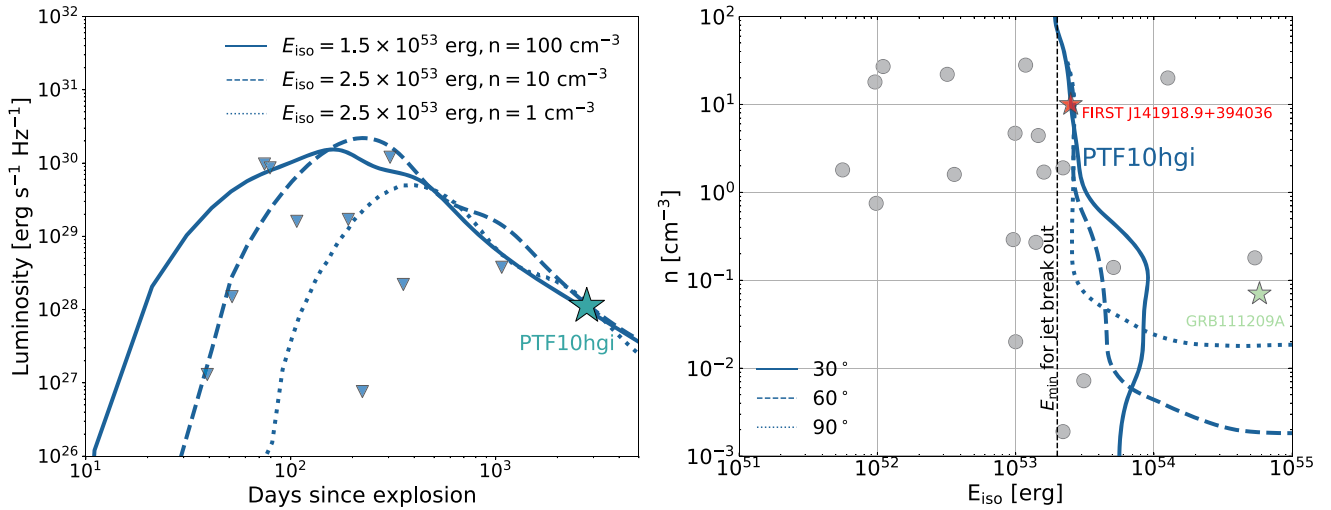 10^32
10^31
10^30
10^29
10^28
10^27
10^26
Luminosity [erg s^−1 Hz^−1]
E_iso = 1.5 × 10^53 erg, n = 100 cm^−3
E_iso = 2.5 × 10^53 erg, n = 10 cm^−3
E_iso = 2.5 × 10^53 erg, n = 1 cm^−3
PTF10hgi
10^1
10^2
10^3
Days since explosion
10^2
10^1
10^0
10^−1
10^−2
10^−3
n [cm^−3]
FIRST J141918.9+394036
PTF10hgi
E_min for jet break out
GRB111209A
30°
60°
90°
10^51
10^52
10^53
10^54
10^55
E_iso [erg]